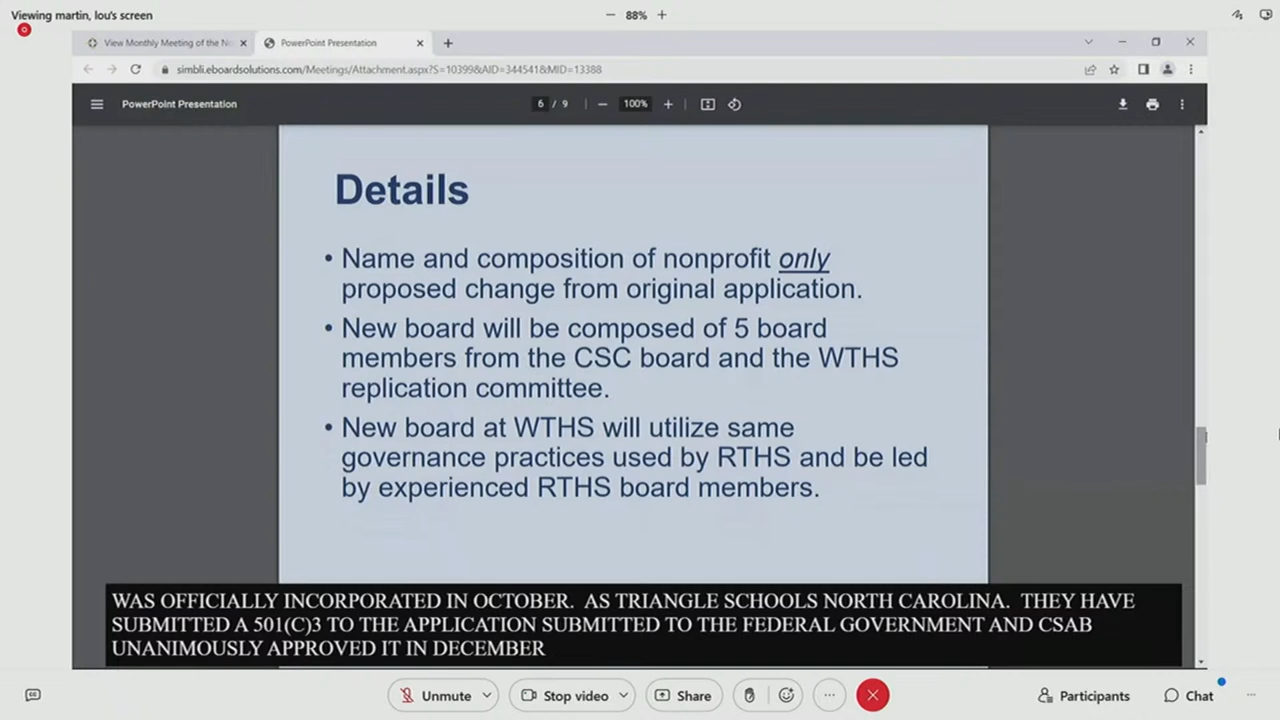 Viewing martin, lou's screen
88%
View Monthly Meeting of the No
PowerPoint Presentation
simbli.eboardsolutions.com/Meetings/Attachment.aspx?S=10399&AID=344541&MID=13388
PowerPoint Presentation
6 / 9
100%
Details
• Name and composition of nonprofit only
proposed change from original application.
• New board will be composed of 5 board
members from the CSC board and the WTHS
replication committee.
• New board at WTHS will utilize same
governance practices used by RTHS and be led
by experienced RTHS board members.
WAS OFFICIALLY INCORPORATED IN OCTOBER. AS TRIANGLE SCHOOLS NORTH CAROLINA. THEY HAVE
SUBMITTED A 501(C)3 TO THE APPLICATION SUBMITTED TO THE FEDERAL GOVERNMENT AND CSAB
UNANIMOUSLY APPROVED IT IN DECEMBER
Unmute
Stop video
Share
Participants
Chat